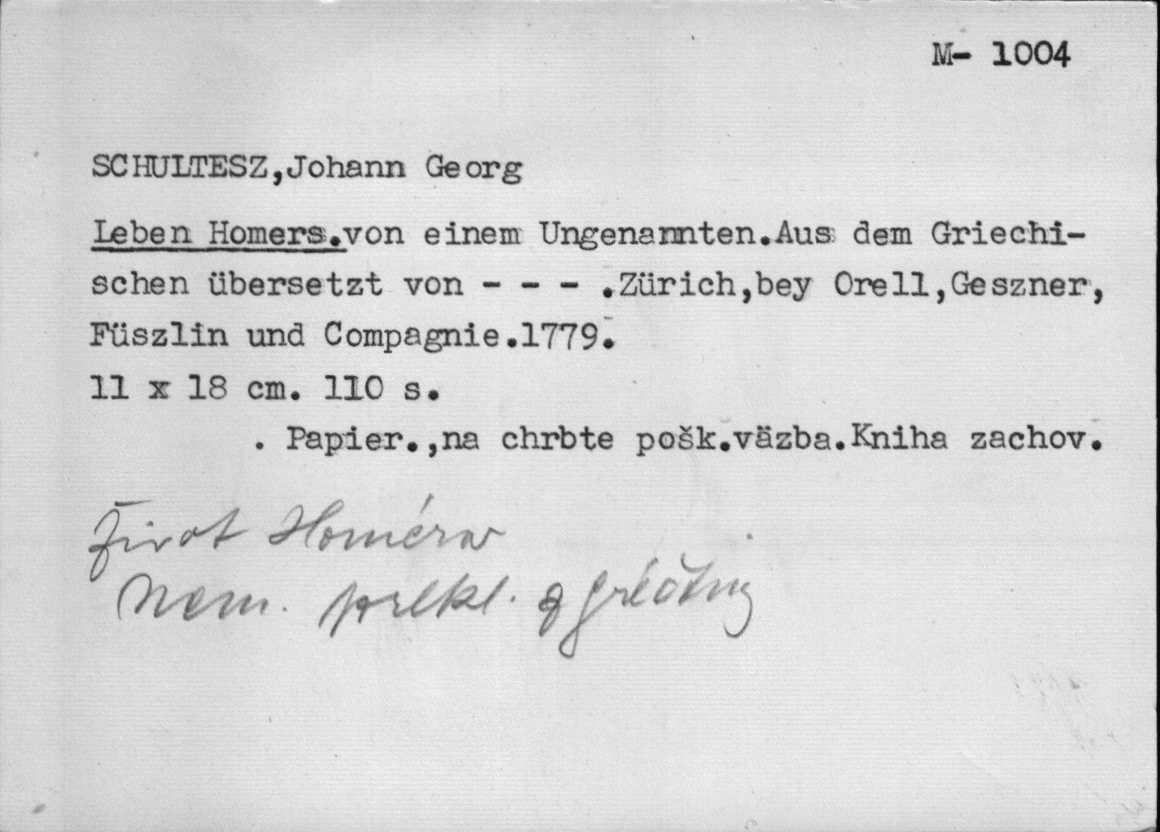 M- 1004
SCHULTESZ,Johann Georg
Leben Homers.von einem Ungenannten.Aus dem Griechi-
schen übersetzt von - - - .Zürich,bey Orell,Geszner,
Füszlin und Compagnie.1779.
11 x 18 cm. 110 s.
. Papier.,na chrbte pošk.väzba.Kniha zachov.
Život Homérov
Nem. prekl. z gréčtiny